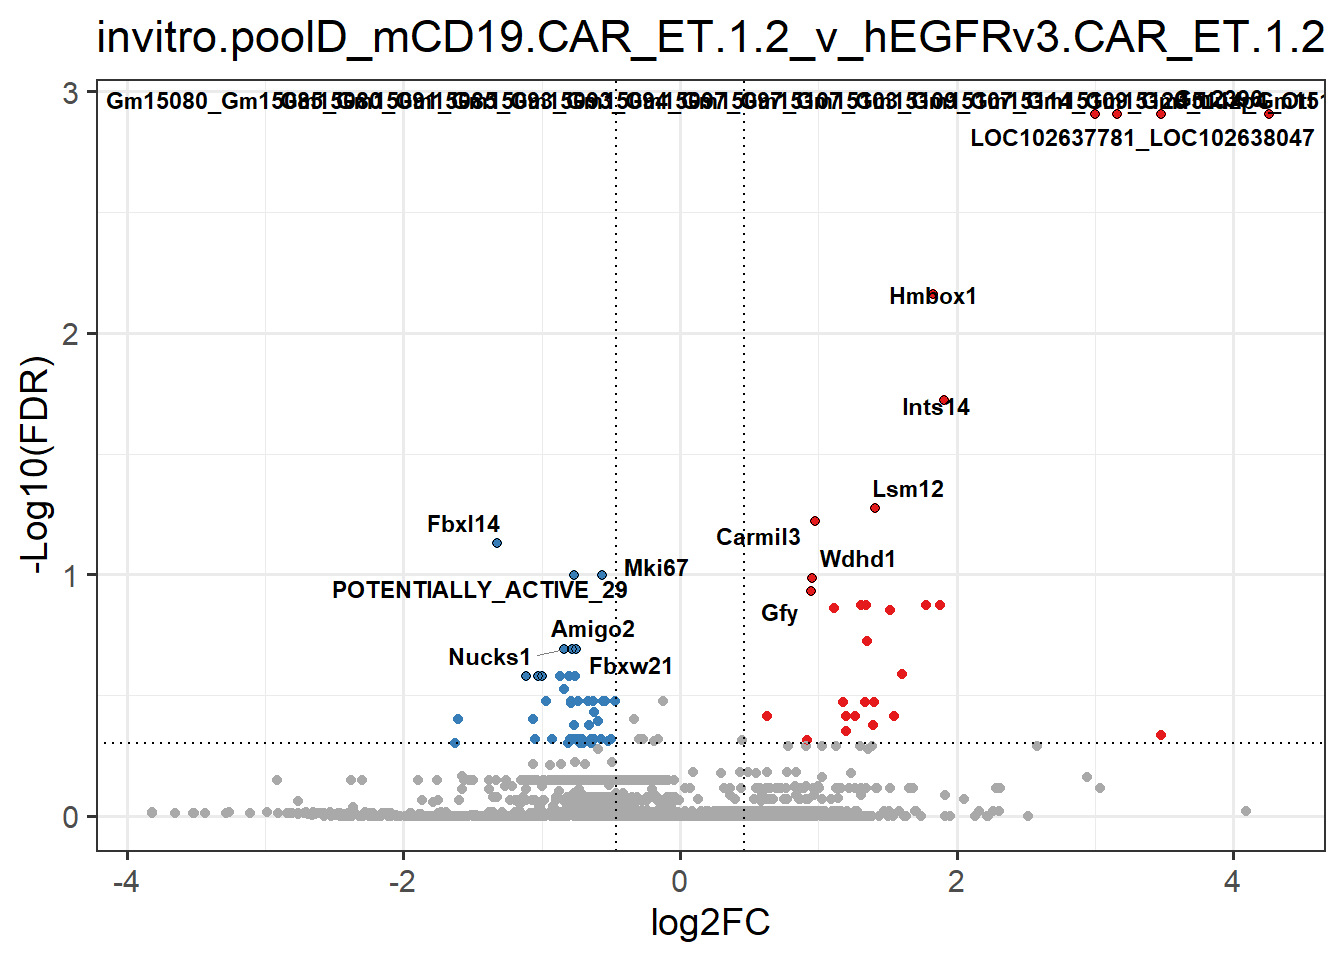 invitro.poolD_mCD19.CAR_ET.1.2_v_hEGFRv3.CAR_ET.1.2
3
LOC102637781_LOC102638047
Hmbox1
2
Ints14
Lsm12
Fbxl14
Carmil3
Wdhd1
Mki67
1
POTENTIALLY_ACTIVE_29
Gfy
Amigo2
Nucks1
Fbxw21
0
-4
-2
0
2
4
log2FC
-Log10(FDR)